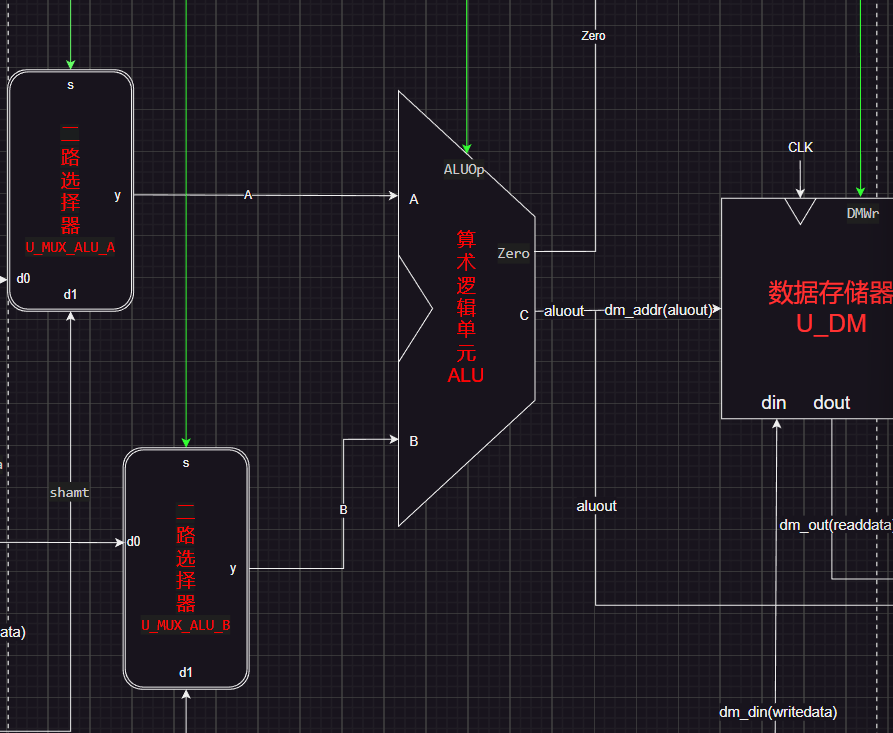 Zero
s
二
路
选
择
器
U_MUX_ALU_A
y
d0
d1
A
ALUOp
A
Zero
算
术
逻
辑
单
元
ALU
C
B
aluout
dm_addr(aluout)
CLK
DMWr
数据存储器
U_DM
din
dout
shamt
s
二
路
选
择
器
U_MUX_ALU_B
d0
y
d1
B
aluout
dm_out(readdata
ata)
dm_din(writedata)